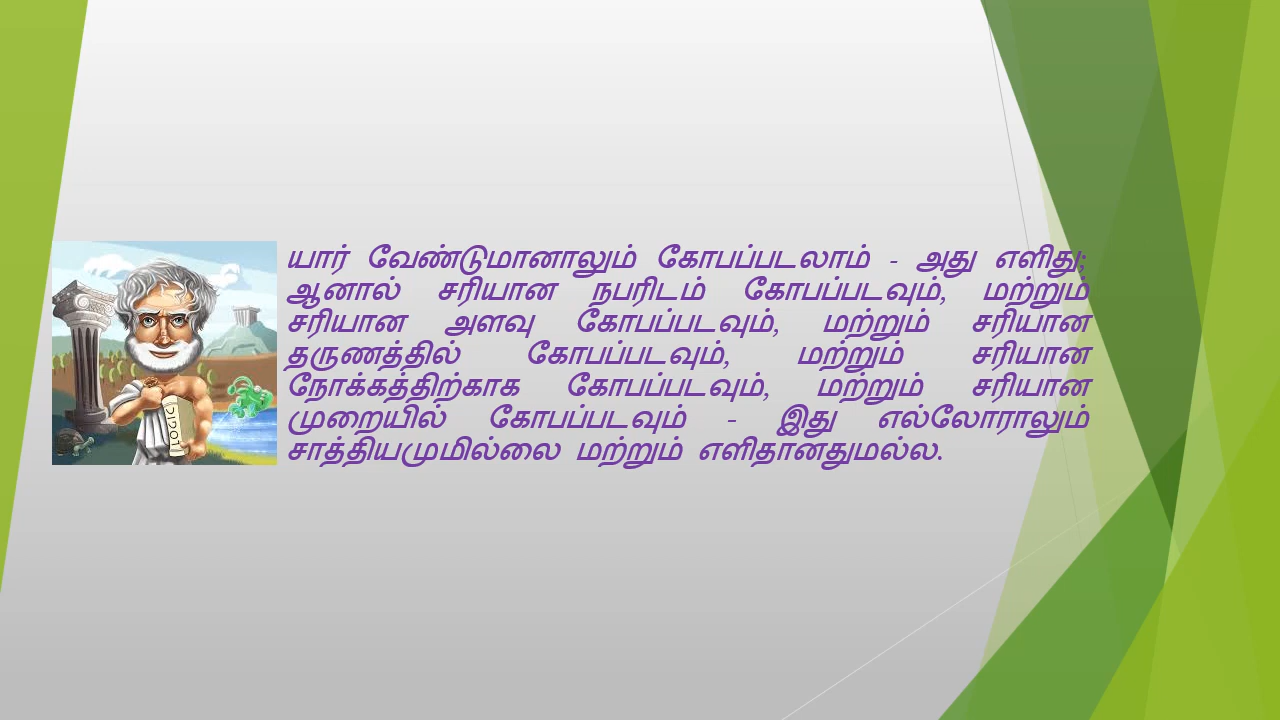 யார் வேண்டுமானாலும் கோபப்படலாம் - அது எளிது;
ஆனால் சரியான நபரிடம் கோபப்படவும், மற்றும்
சரியான அளவு கோபப்படவும், மற்றும் சரியான
தருணத்தில் கோபப்படவும், மற்றும் சரியான
நோக்கத்திற்காக கோபப்படவும், மற்றும் சரியான
முறையில் கோபப்படவும் - இது எல்லோராலும்
சாத்தியமுமில்லை மற்றும் எளிதானதுமல்ல.